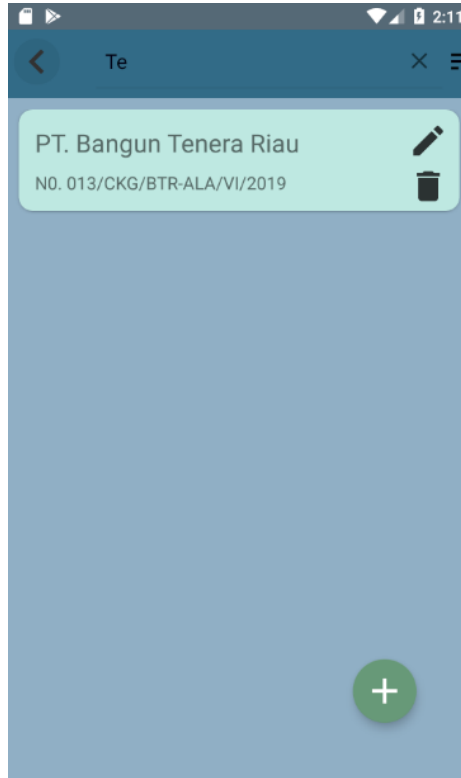 2:11
Te
PT. Bangun Tenera Riau
N0. 013/CKG/BTR-ALA/VI/2019